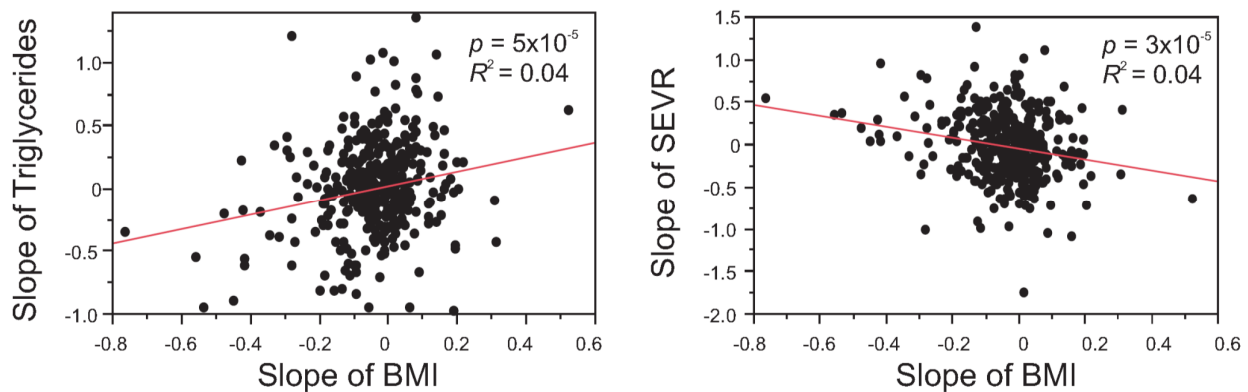 Slope of Triglycerides
1.0
0.5
0
-0.5
-1.0
p = 5x10⁻⁵
R² = 0.04
-0.8 -0.6 -0.4 -0.2 0 0.2 0.4 0.6
Slope of BMI
Slope of SEVR
1.5
1.0
0.5
0
-0.5
-1.0
-1.5
-2.0
p = 3x10⁻⁵
R² = 0.04
-0.8 -0.6 -0.4 -0.2 0 0.2 0.4 0.6
Slope of BMI